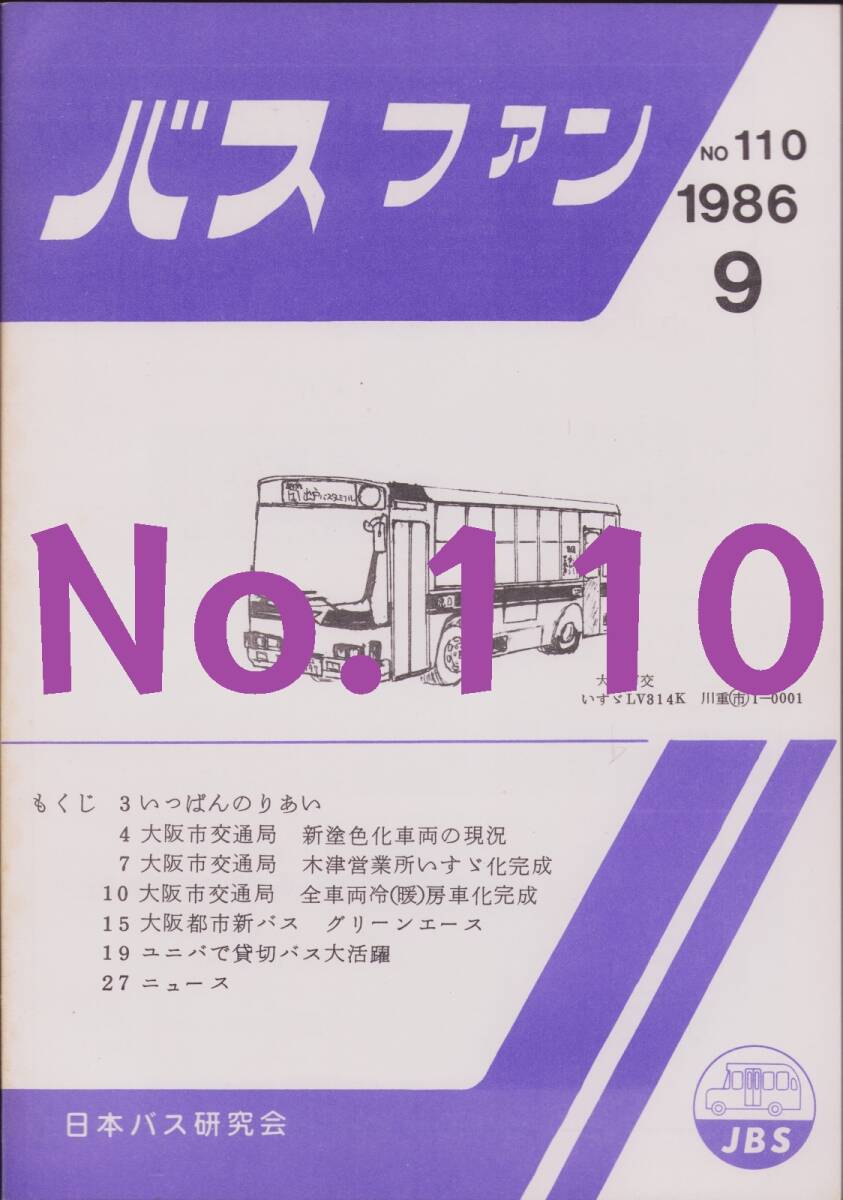 バスファン
NO 110
1986
9
No.110
いすゞLV314K 川重㊤1-0001
もくじ 3 いっぱんのりあい
4 大阪市交通局 新塗色化車両の現況
7 大阪市交通局 木津営業所いすゞ化完成
10 大阪市交通局 全車両冷(暖)房車化完成
15 大阪都市新バス グリーンエース
19 ユニバで貸切バス大活躍
27 ニュース
日本バス研究会
JBS